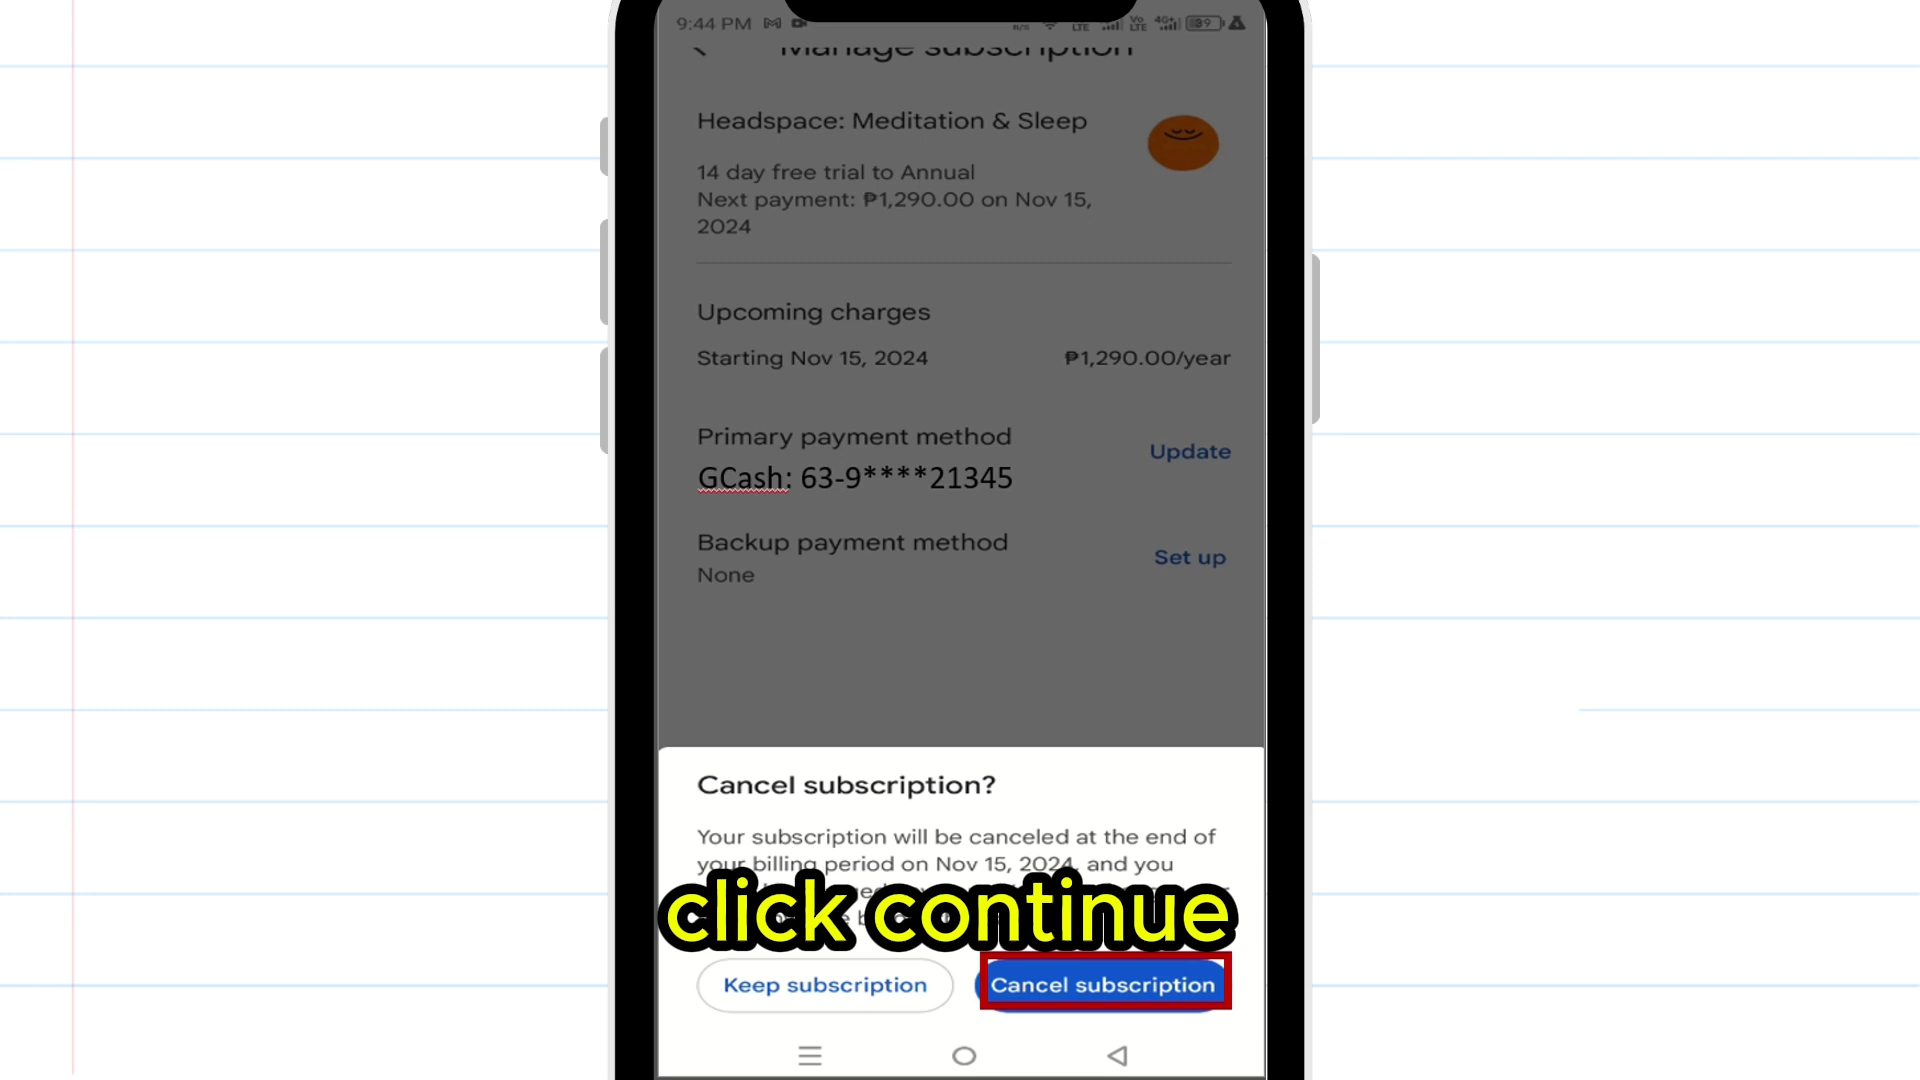 9:44 PM
Manage subscription
Headspace: Meditation & Sleep
14 day free trial to Annual
Next payment: ₱1,290.00 on Nov 15,
2024
Upcoming charges
Starting Nov 15, 2024 ₱1,290.00/year
Primary payment method
Update
GCash: 63-9****21345
Backup payment method
Set up
None
Cancel subscription?
Your subscription will be canceled at the end of
your billing period on Nov 15, 2024, and you
click continue
Keep subscription Cancel subscription